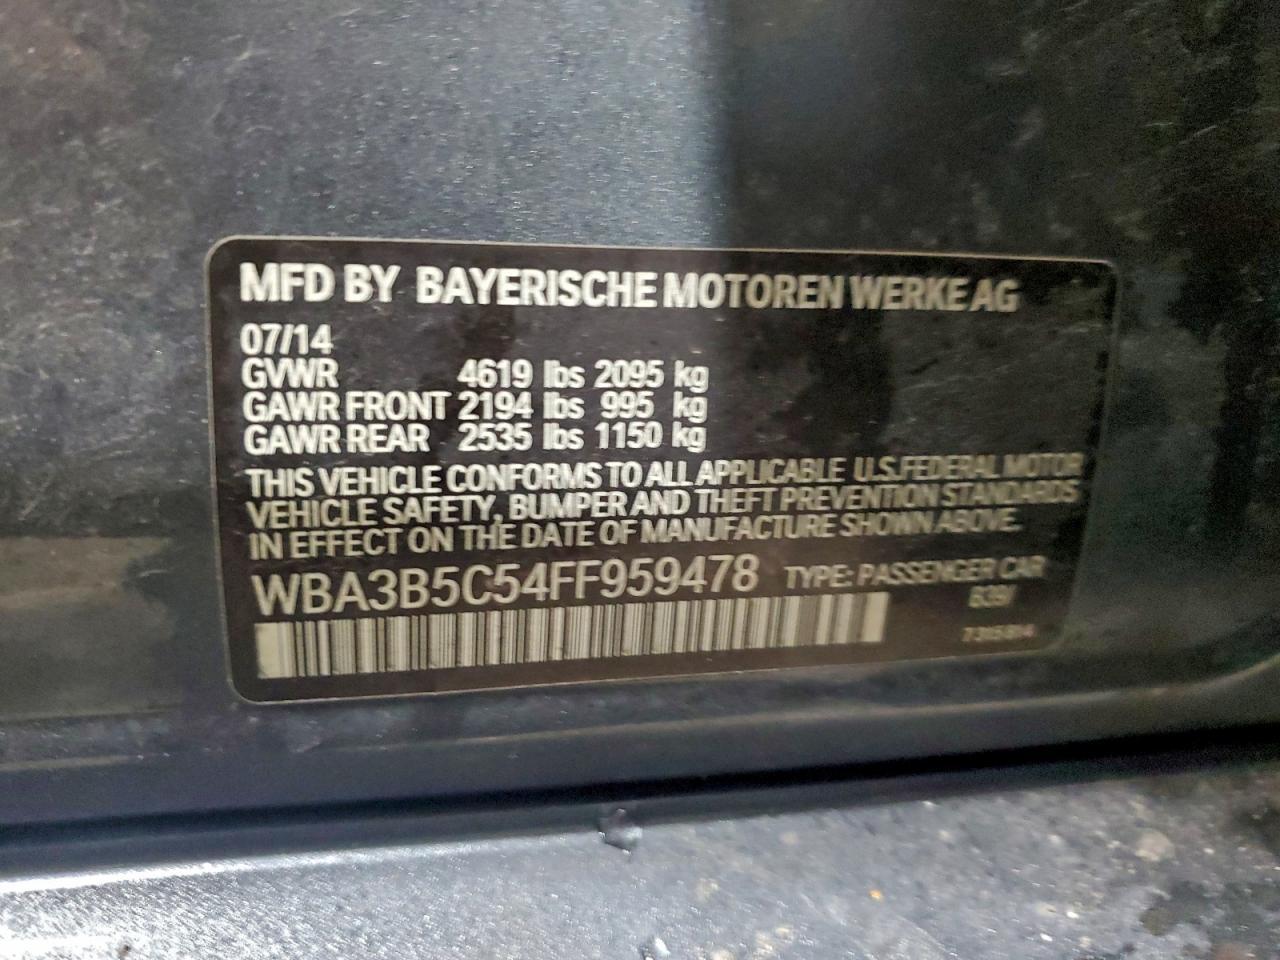 MFD BY BAYERISCHE MOTOREN WERKE AG
07/14
GVWR 4619 lbs 2095 kg
GAWR FRONT 2194 lbs 995 kg
GAWR REAR 2535 lbs 1150 kg
THIS VEHICLE CONFORMS TO ALL APPLICABLE U.S.FEDERAL MOTOR
VEHICLE SAFETY, BUMPER AND THEFT PREVENTION STANDARDS
IN EFFECT ON THE DATE OF MANUFACTURE SHOWN ABOVE.
WBA3B5C54FF959478 TYPE: PASSENGER CAR
B39/